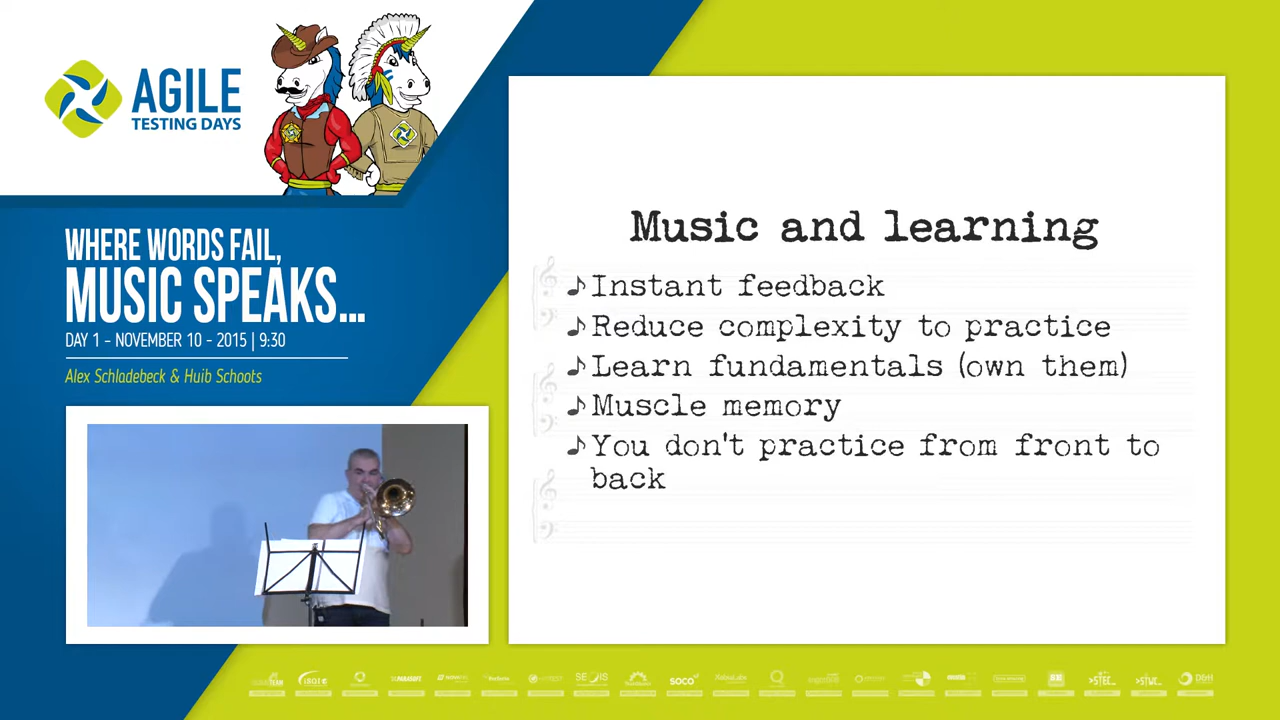 AGILE
TESTING DAYS
WHERE WORDS FAIL,
MUSIC SPEAKS...
DAY 1 - NOVEMBER 10 - 2015 | 9:30
Alex Schladebeck & Huib Schoots
Music and learning
♪Instant feedback
♪Reduce complexity to practice
♪Learn fundamentals (own them)
♪Muscle memory
♪You don't practice from front to
back